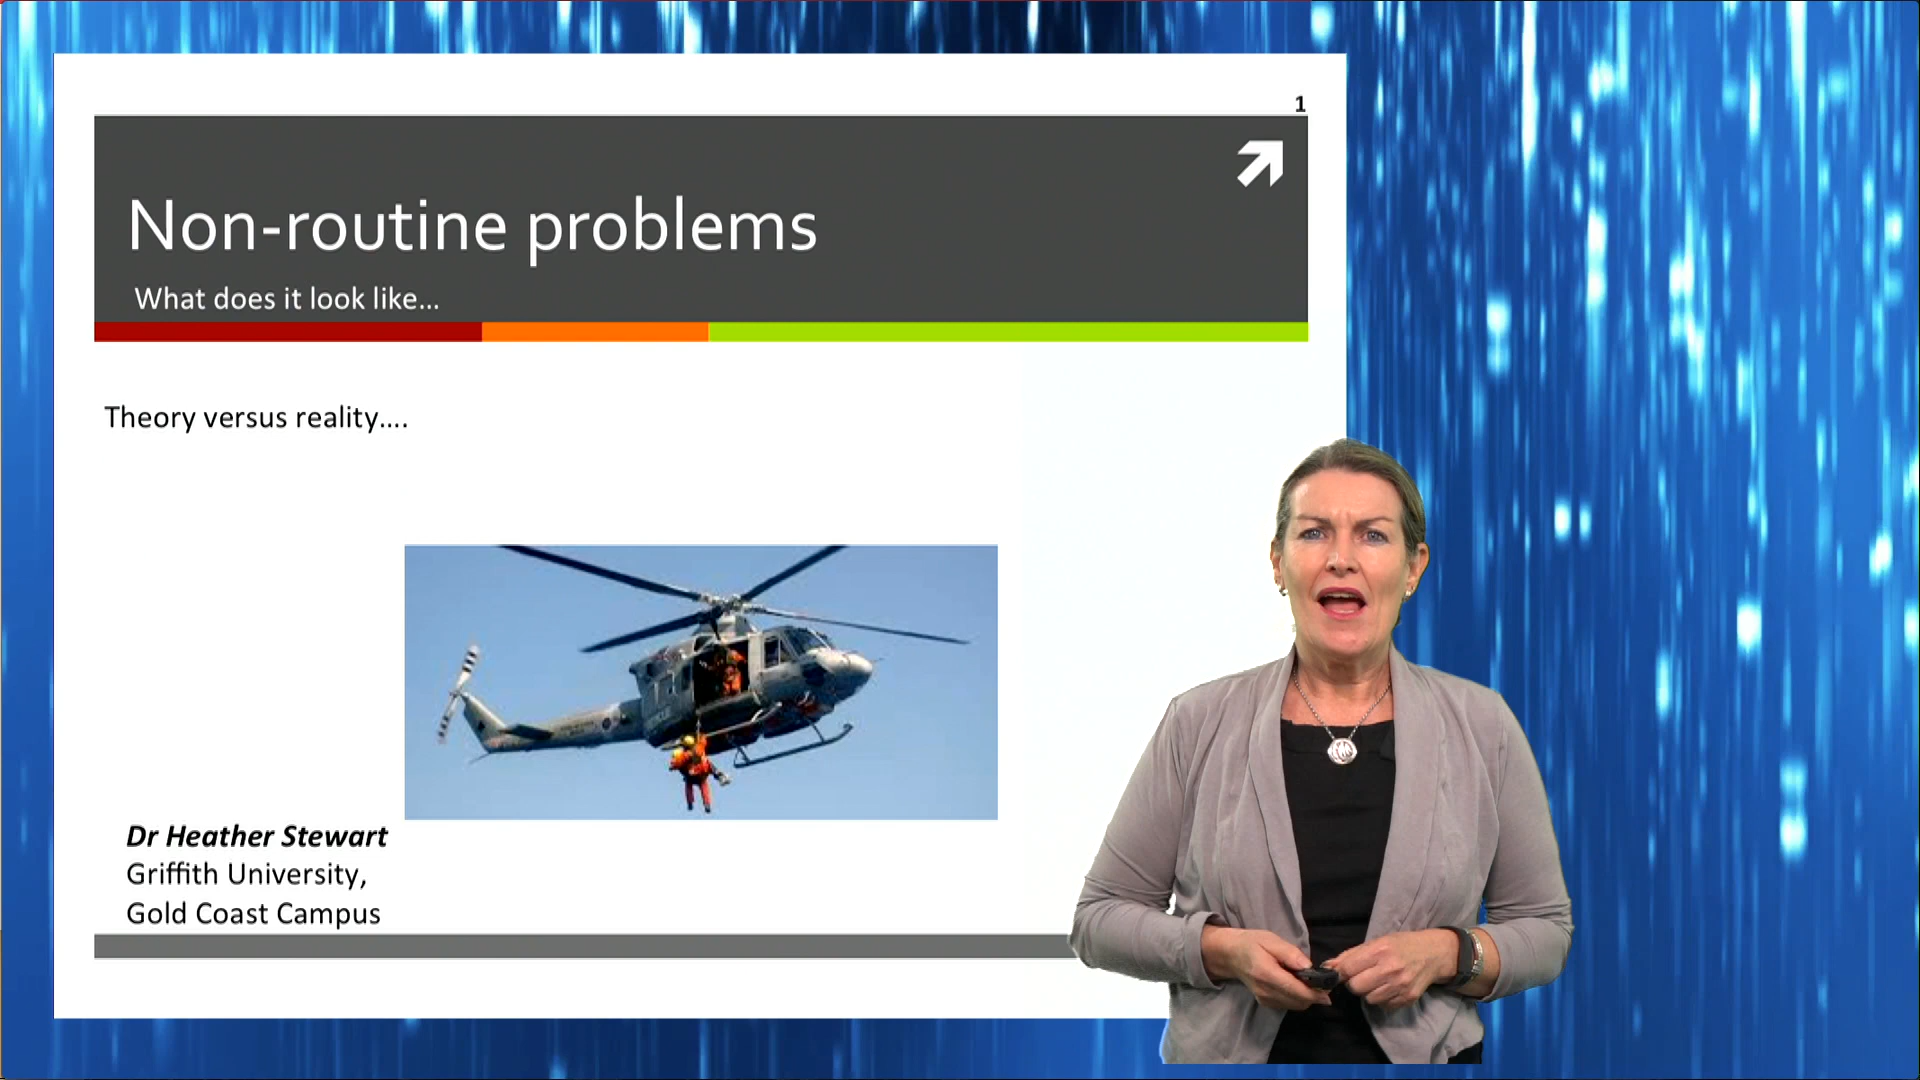 1
Non-routine problems
What does it look like...
Theory versus reality....
Dr Heather Stewart
Griffith University,
Gold Coast Campus